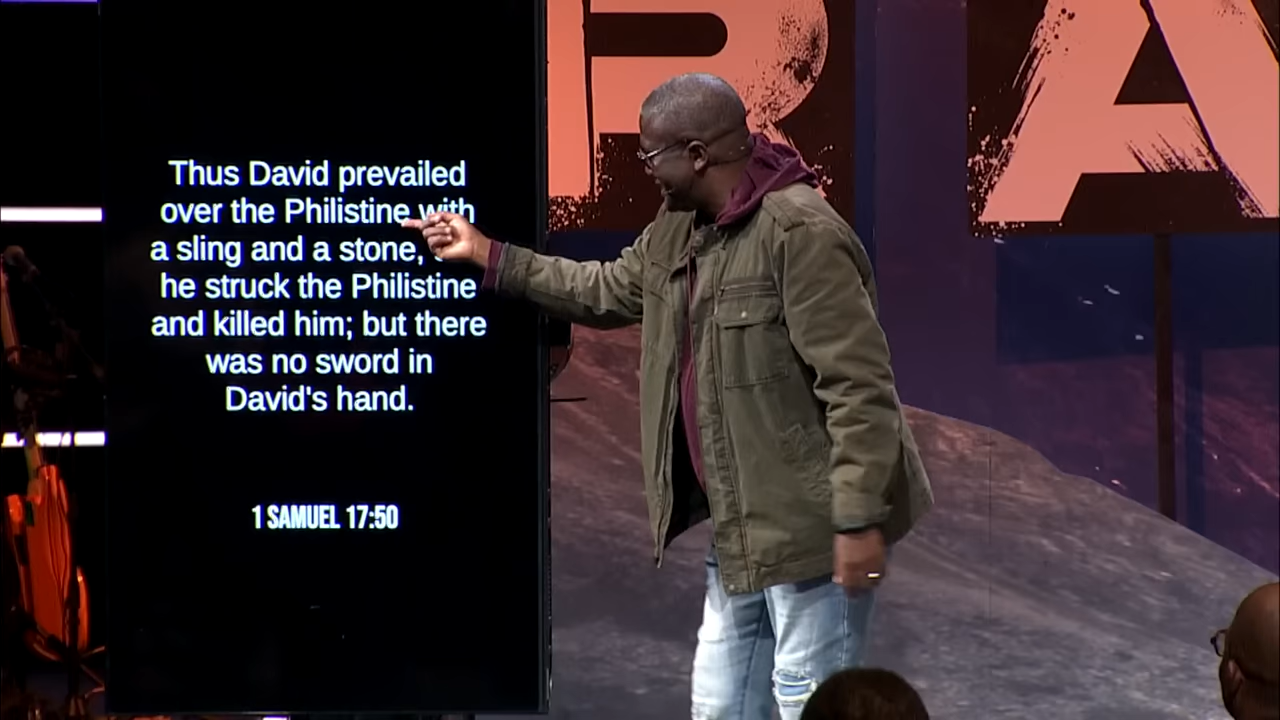 Thus David prevailed
over the Philistine with
a sling and a stone,
he struck the Philistine
and killed him; but there
was no sword in
David's hand.
1 SAMUEL 17:50
RA